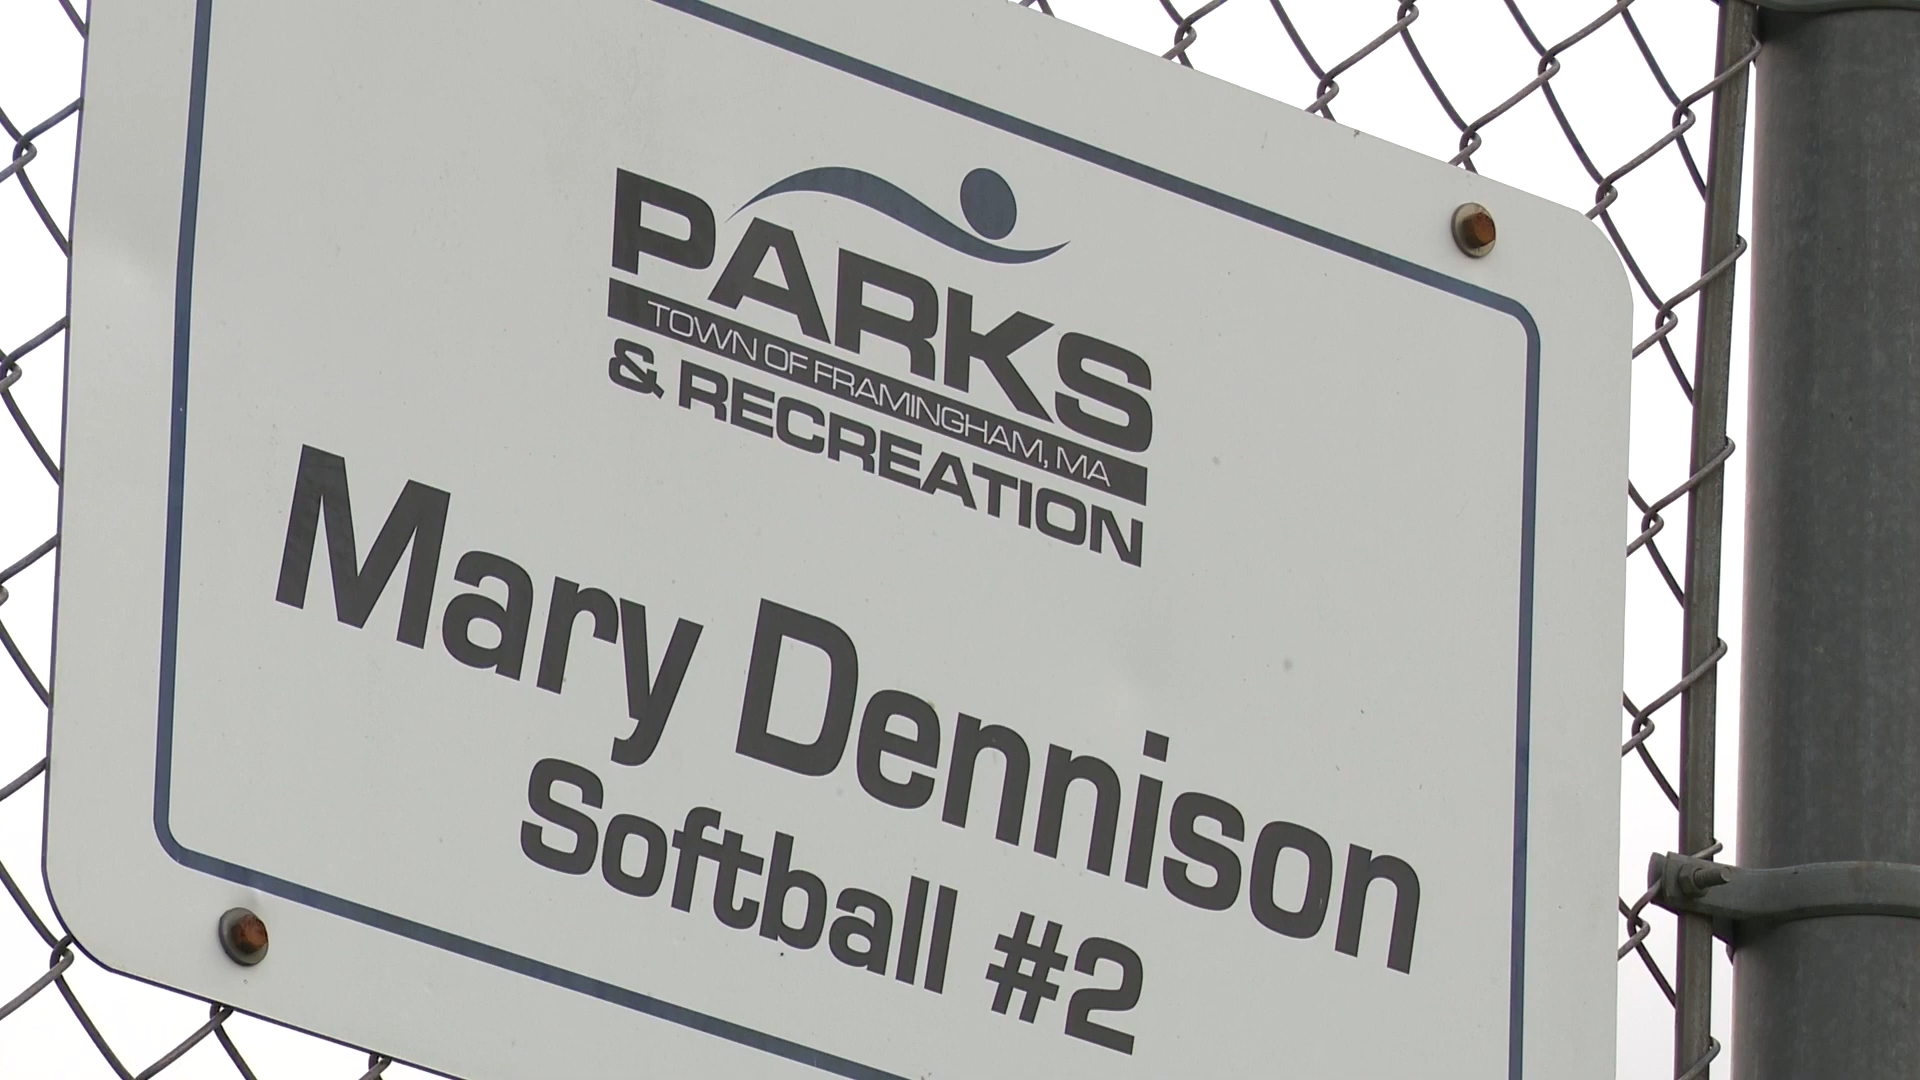 PARKS
TOWN OF FRAMINGHAM, MA
& RECREATION
Mary Dennison
Softball #2